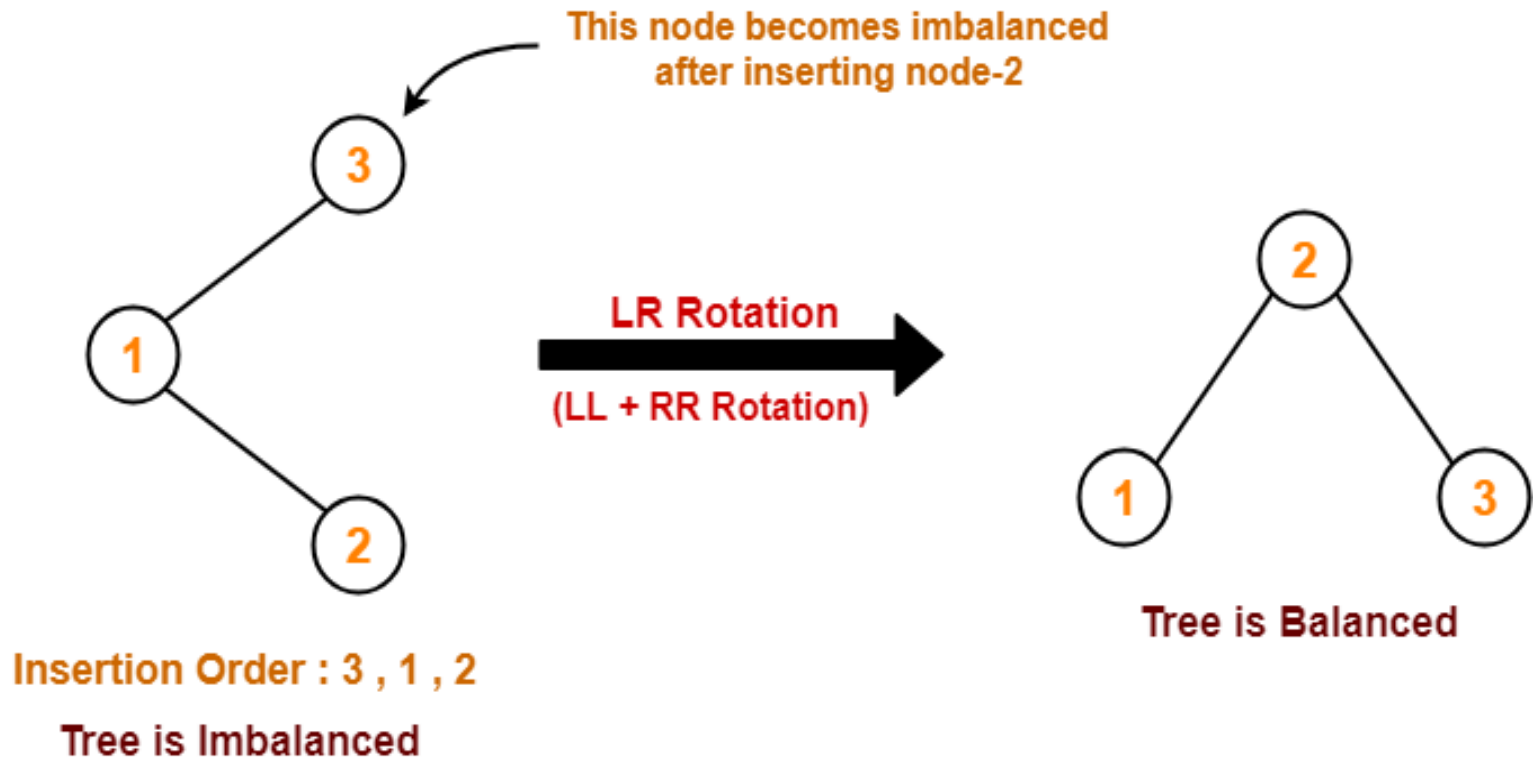 This node becomes imbalanced
after inserting node-2
3
1
2
LR Rotation
(LL + RR Rotation)
2
1
3
Insertion Order : 3 , 1 , 2
Tree is Imbalanced
Tree is Balanced